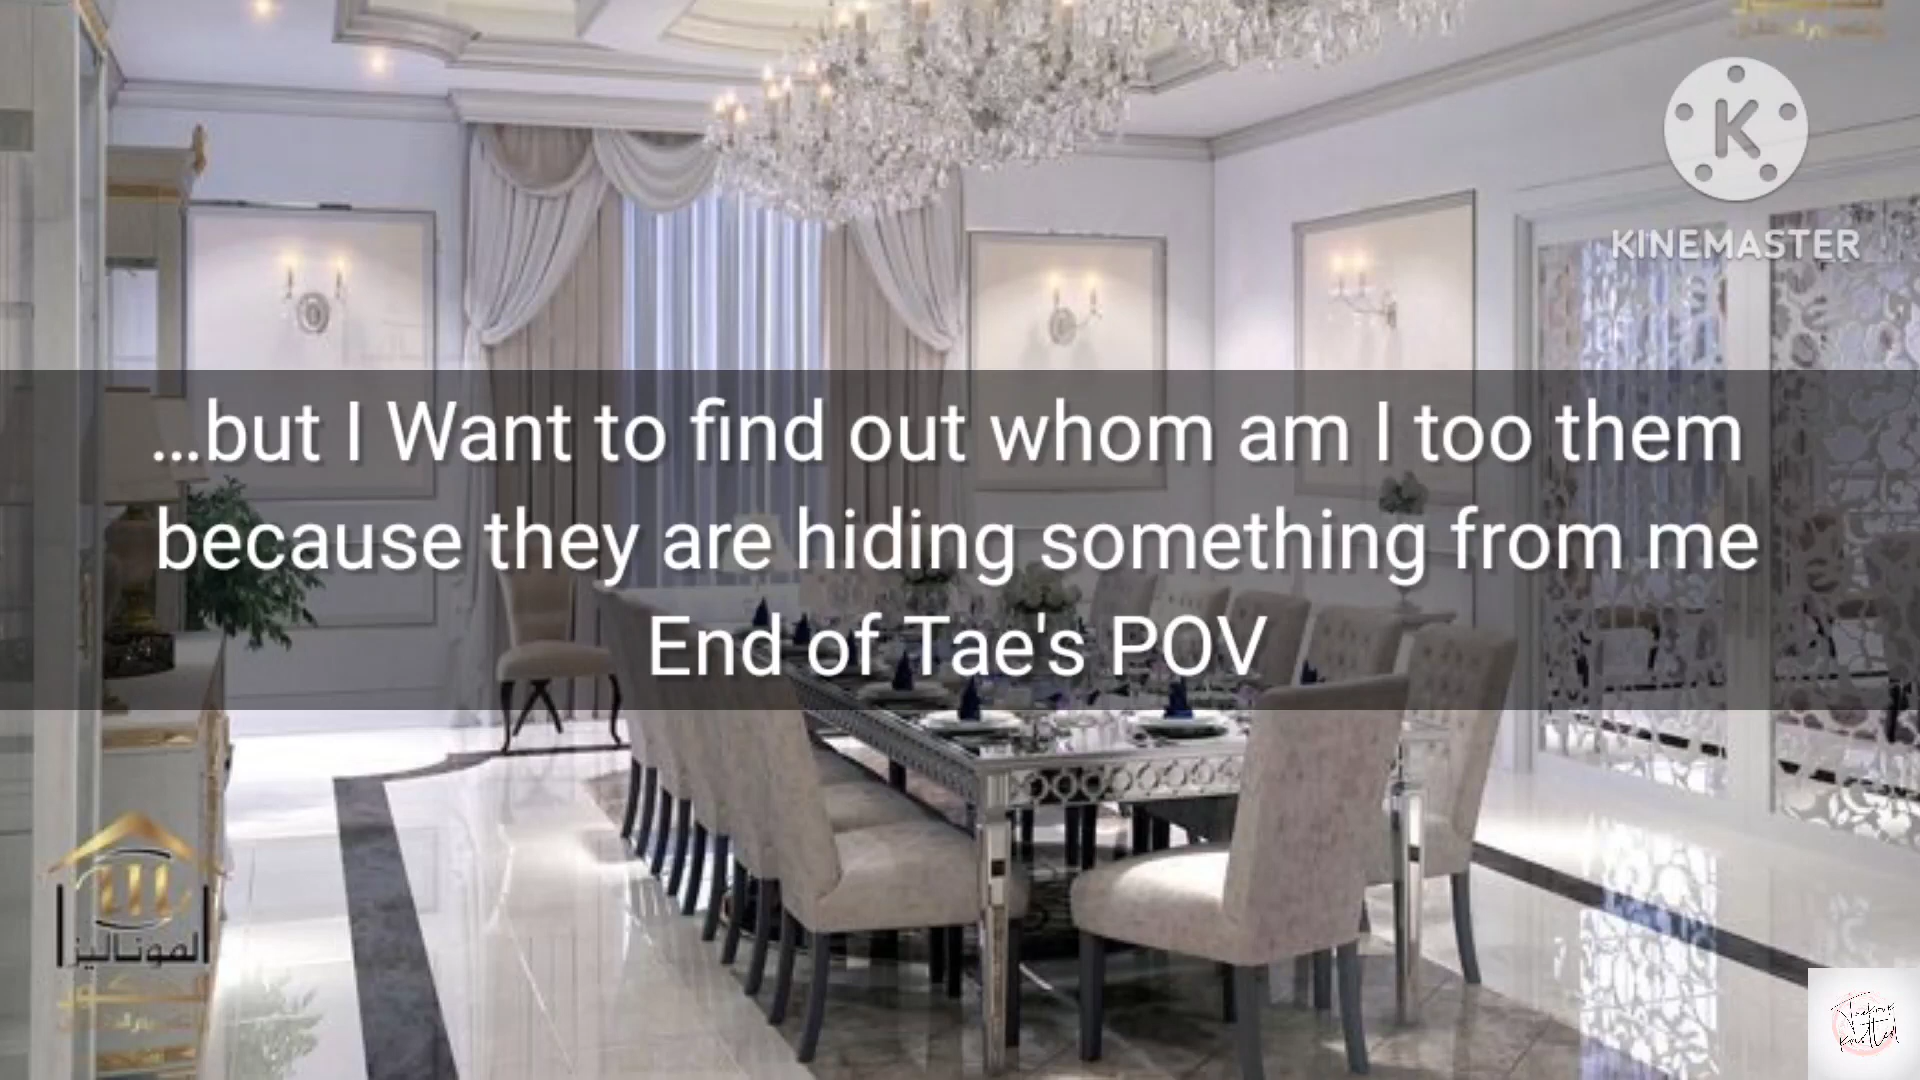 KINEMASTER
...but I Want to find out whom am I too them
because they are hiding something from me
End of Tae's POV
الموناليزا